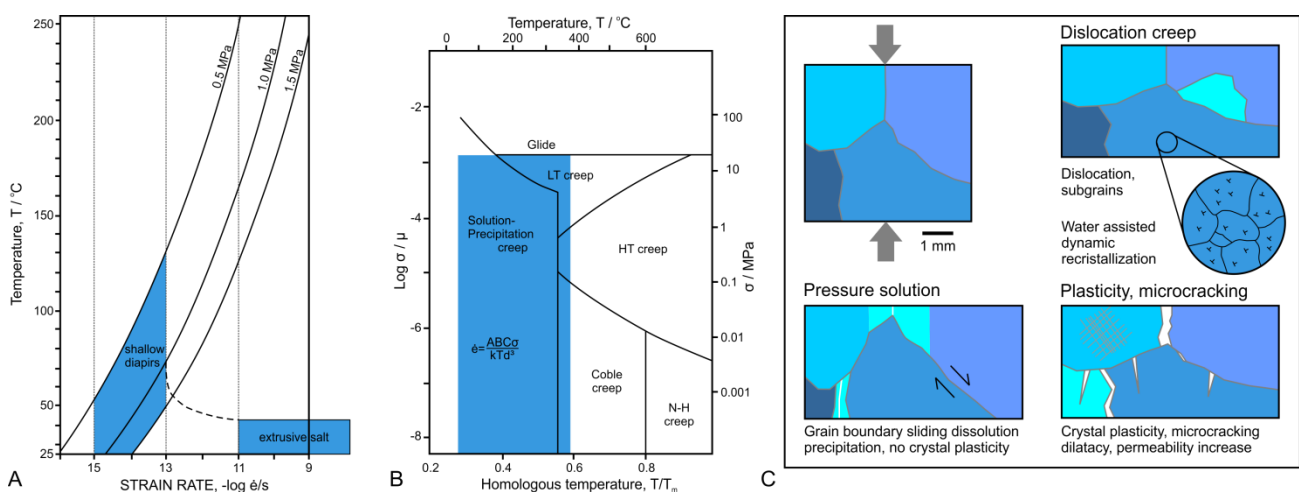 250
200
150
100
50
25
Temperature, T / °C
0.5 MPa
1.0 MPa
1.5 MPa
shallow
diapirs
extrusive salt
15
13
11
9
STRAIN RATE, -log ė/s
A
Temperature, T / °C
0
200
400
600
-2
-3
-4
-6
-8
Log σ / μ
100
10
1
0.1
0.01
0.001
σ / MPa
Glide
LT creep
Solution-
Precipitation
creep
HT creep
ė=ABCσ
kTd³
Coble
creep
N-H
creep
0.2
0.4
0.6
0.8
Homologous temperature, T/Tm
B
1 mm
Dislocation creep
Dislocation,
subgrains
Water assisted
dynamic
recristallization
Pressure solution
Grain boundary sliding dissolution
precipitation, no crystal plasticity
Plasticity, microcracking
Crystal plasticity, microcracking
dilatacy, permeability increase
C